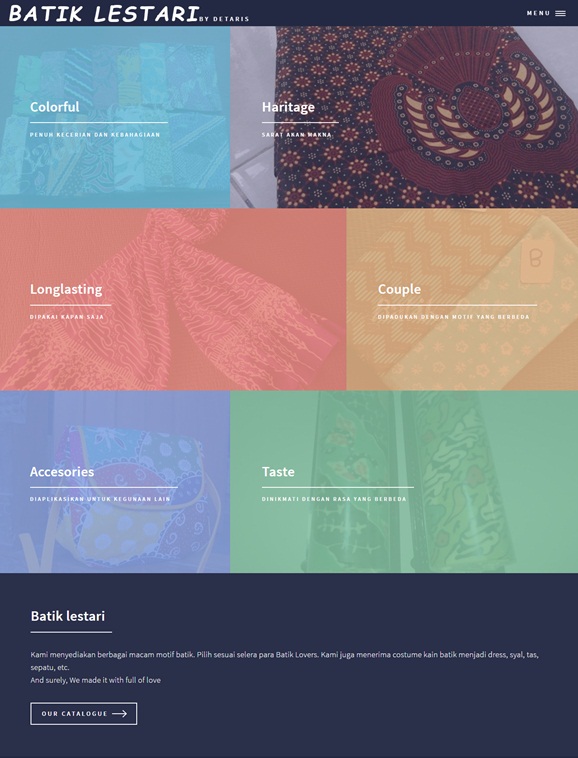 BATIK LESTARI BY DETARIS
MENU
Colorful
PENUH KECERIAN DAN KEBAHAGIAAN
Haritage
SARAT AKAN MAKNA
Longlasting
DIPAKAI KAPAN SAJA
Couple
DIPADUKAN DENGAN MOTIF YANG BERBEDA
Accesories
DIAPLIKASIKAN UNTUK KEGUNAAN LAIN
Taste
DINIKMATI DENGAN RASA YANG BERBEDA
Batik lestari
Kami menyediakan berbagai macam motif batik. Pilih sesuai selera para Batik Lovers. Kami juga menerima costume kain batik menjadi dress, syal, tas,
sepatu, etc.
And surely, We made it with full of love
OUR CATALOGUE